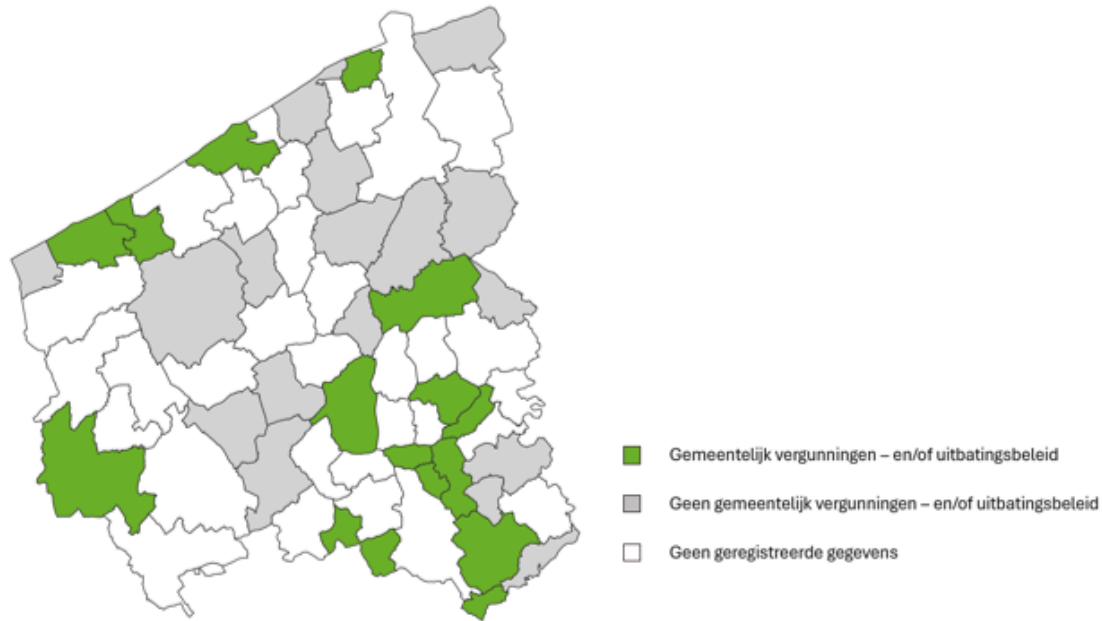 Gemeentelijk vergunningen – en/of uitbatingsbeleid
Geen gemeentelijk vergunningen – en/of uitbatingsbeleid
Geen geregistreerde gegevens